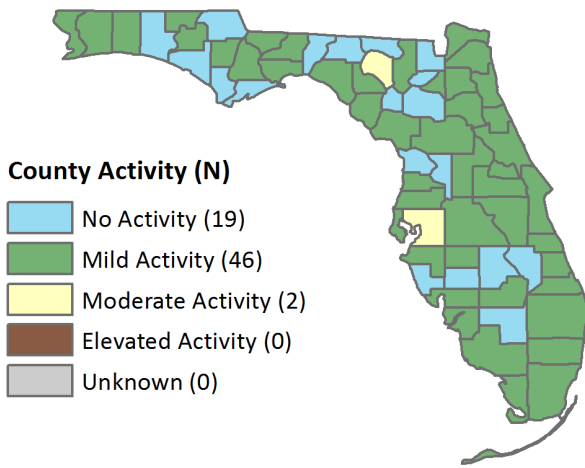 County Activity (N)
No Activity (19)
Mild Activity (46)
Moderate Activity (2)
Elevated Activity (0)
Unknown (0)